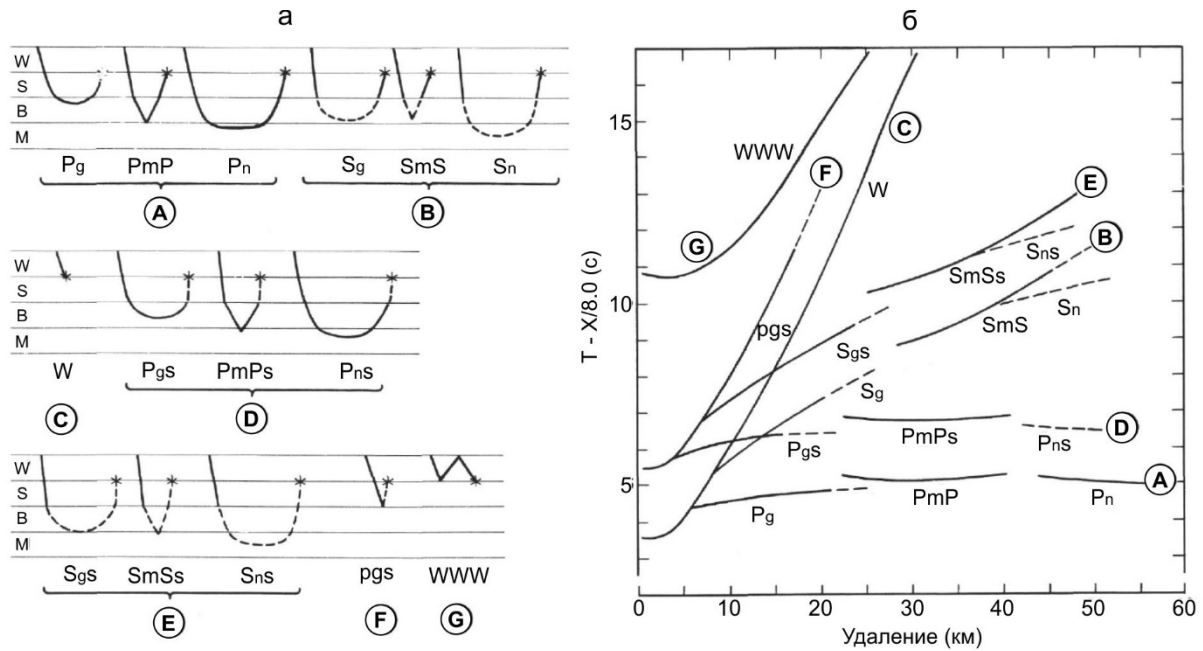 а
W
S
B
M
Pg PmP Pn Sg SmS Sn
A B
W
S
B
M
W Pgs PmPs Pns
C D
W
S
B
M
Sgs SmSs Sns pgs WWW
E F G
б
T - X/8.0 (с)
15
10
5
0 10 20 30 40 50 60
Удаление (км)
WWW
G
F
C
W
pgs
E
Sns
SmSs
B
Sn
SmS
Sgs
Sg
Pgs
PmPs
Pns
D
Pg
PmP
Pn
A